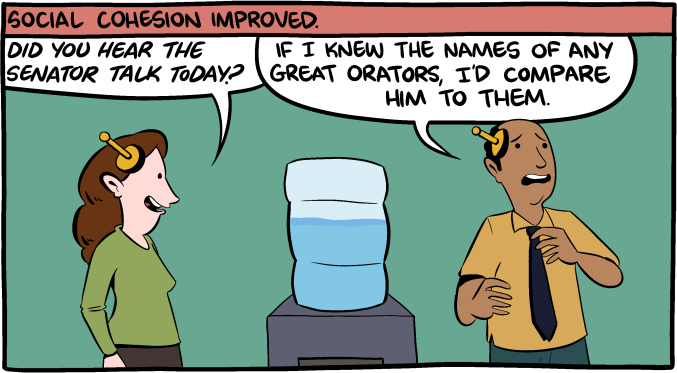 SOCIAL COHESION IMPROVED.
DID YOU HEAR THE
SENATOR TALK TODAY?
IF I KNEW THE NAMES OF ANY
GREAT ORATORS, I'D COMPARE
HIM TO THEM.